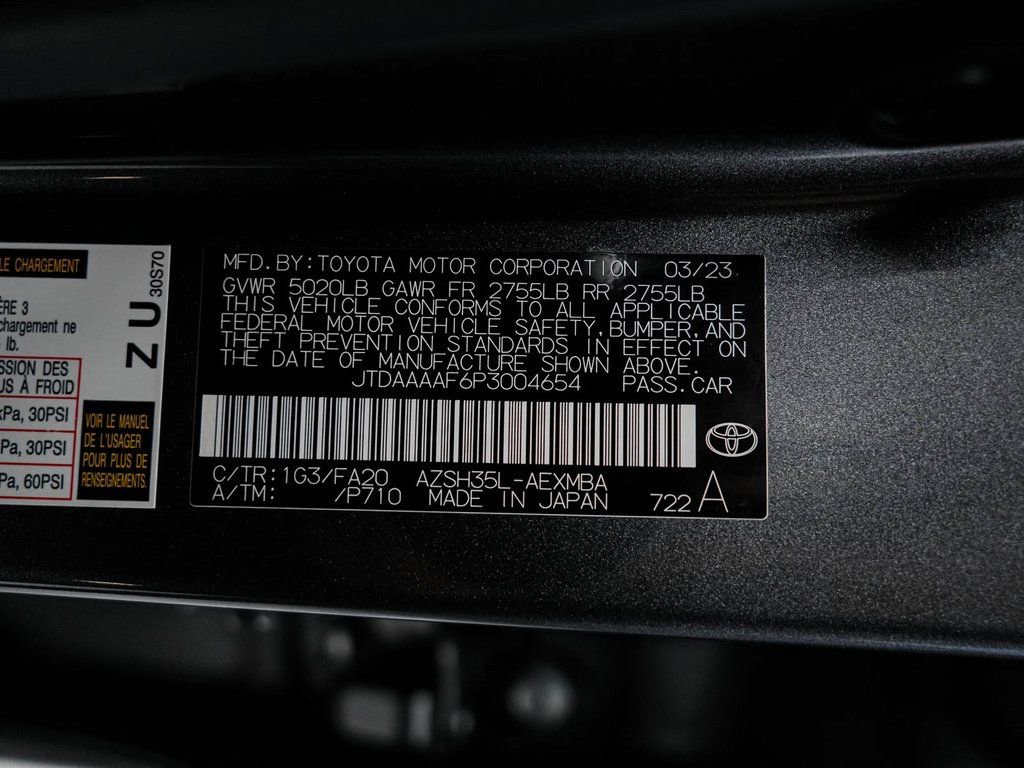 LE CHARGEMENT
ÈRE 3
chargement ne
lb.
SSION DES
US À FROID
kPa, 30PSI
Pa, 30PSI
Pa, 60PSI
VOIR LE MANUEL
DE L'USAGER
POUR PLUS DE
RENSEIGNEMENTS.
ZU
30S70
MFD.BY:TOYOTA MOTOR CORPORATION 03/23
GVWR 5020LB GAWR FR 2755LB RR 2755LB
THIS VEHICLE CONFORMS TO ALL APPLICABLE
FEDERAL MOTOR VEHICLE SAFETY, BUMPER, AND
THEFT PREVENTION STANDARDS IN EFFECT ON
THE DATE OF MANUFACTURE SHOWN ABOVE.
JTDAAAAF6P3004654 PASS.CAR
C/TR:1G3/FA20 AZSH35L-AEXMBA
A/TM: /P710 MADE IN JAPAN 722 A